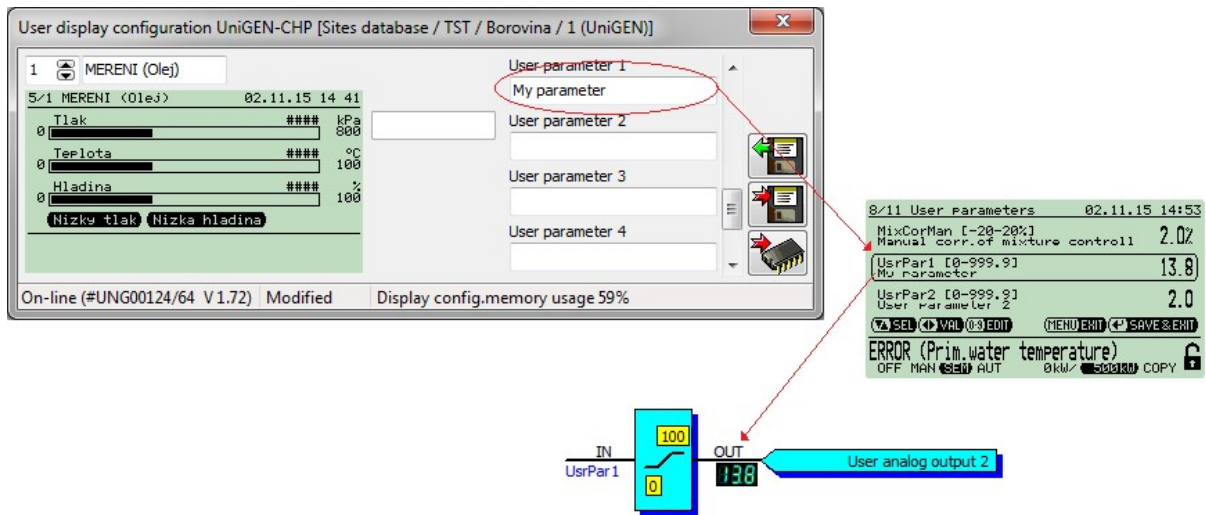 User display configuration UniGEN-CHP [Sites database / TST / Borovina / 1 (UniGEN)]
1 MERENI (Olej)
5/1 MERENI (Olej) 02.11.15 14 41
Tlak #### kPa
0 800
Teplota #### °C
0 100
Hladina #### %
0 100
Nizky tlak Nizka hladina
User parameter 1
My parameter
User parameter 2
User parameter 3
User parameter 4
On-line (#UNG00124/64 V 1.72) Modified Display config.memory usage 59%
8/11 User parameters 02.11.15 14:53
MixCorMan [-20-20%] 2.0%
Manual corr.of mixture controll
UsrPar1 [0-999.9] 13.8
My parameter
UsrPar2 [0-999.9] 2.0
User parameter 2
SEL VAL 0-9 EDIT MENU EXIT SAVE & EXIT
ERROR (Prim.water temperature)
OFF MAN SEM AUT 0kW/ 500kW COPY
IN
UsrPar1
100
0
OUT
13.8
User analog output 2